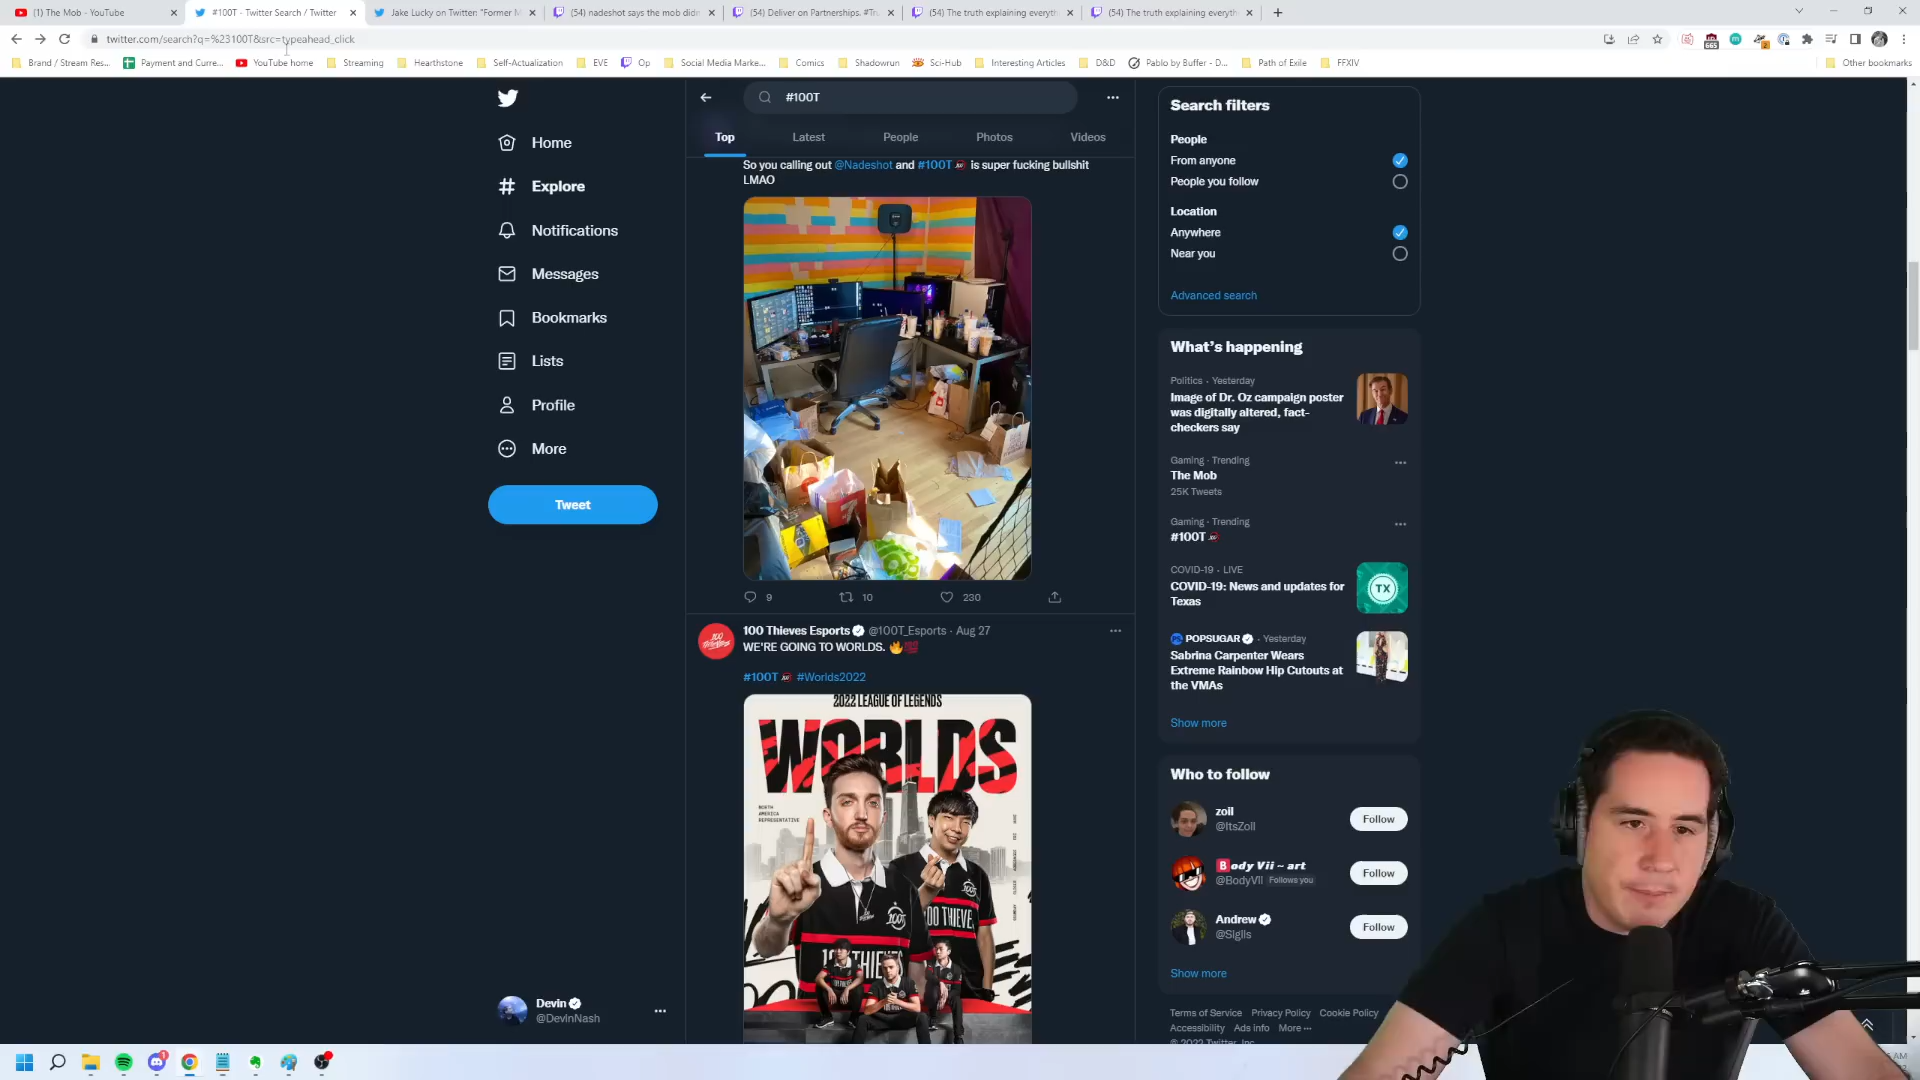 (1) The Mob - YouTube
#100T - Twitter Search / Twitter
Jake Lucky on Twitter: "Former M
(54) nadeshot says the mob didn
(54) Deliver on Partnerships. #Tr
(54) The truth explaining everyth
(54) The truth explaining everyth
twitter.com/search?q=%23100T&src=typeahead_click
Brand / Stream Res...
Payment and Curre...
YouTube home
Streaming
Hearthstone
Self-Actualization
EVE
Op
Social Media Marke...
Comics
Shadowrun
Sci-Hub
Interesting Articles
D&D
Pablo by Buffer - D...
Path of Exile
FFXIV
Other bookmarks
Home
Explore
Notifications
Messages
Bookmarks
Lists
Profile
More
Tweet
Devin
@DevinNash
#100T
Top
Latest
People
Photos
Videos
So you calling out @Nadeshot and #100T is super fucking bullshit
LMAO
9
10
230
100 Thieves Esports @100T_Esports · Aug 27
WE'RE GOING TO WORLDS. 🔥💯
#100T #Worlds2022
2022 LEAGUE OF LEGENDS
WORLDS
NORTH
AMERICA
REPRESENTATIVE
Search filters
People
From anyone
People you follow
Location
Anywhere
Near you
Advanced search
What's happening
Politics · Yesterday
Image of Dr. Oz campaign poster
was digitally altered, fact-
checkers say
Gaming · Trending
The Mob
25K Tweets
Gaming · Trending
#100T
COVID-19 · LIVE
COVID-19: News and updates for
Texas
TX
POPSUGAR · Yesterday
Sabrina Carpenter Wears
Extreme Rainbow Hip Cutouts at
the VMAs
Show more
Who to follow
zoil
@ItsZoil
Follow
Body Vii ~ art
@BodyVII Follows you
Follow
Andrew
@Sigils
Follow
Show more
Terms of Service Privacy Policy Cookie Policy
Accessibility Ads info More ···
© 2022 Twitter, Inc.